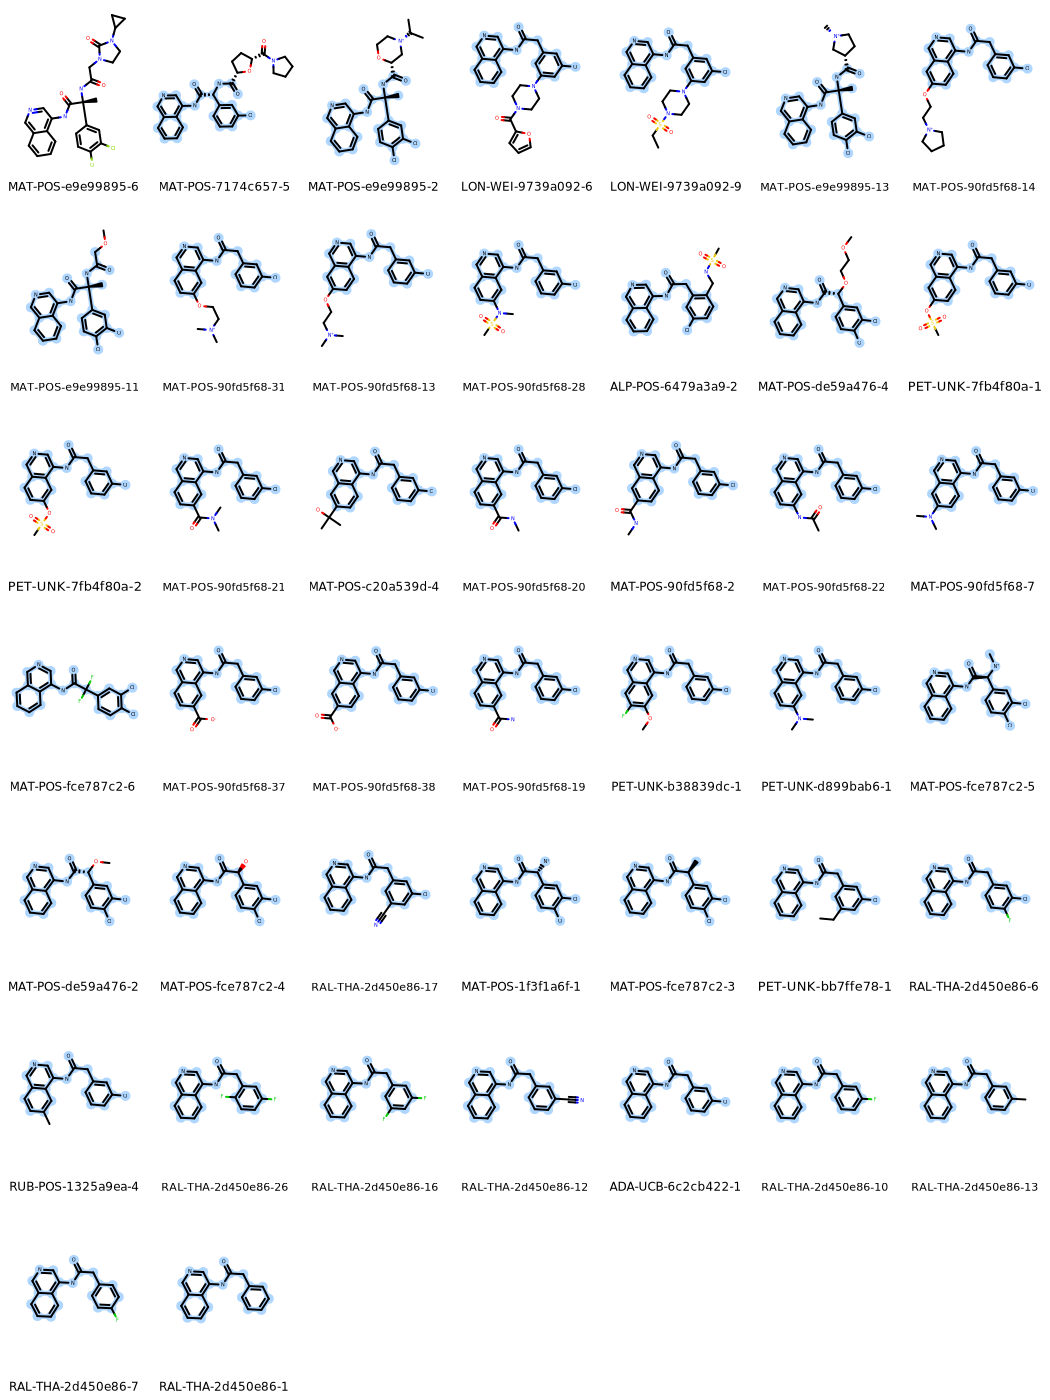 MAT-POS-e9e99895-6 MAT-POS-7174c657-5 MAT-POS-e9e99895-2 LON-WEI-9739a092-6 LON-WEI-9739a092-9 MAT-POS-e9e99895-13 MAT-POS-90fd5f68-14
MAT-POS-e9e99895-11 MAT-POS-90fd5f68-31 MAT-POS-90fd5f68-13 MAT-POS-90fd5f68-28 ALP-POS-6479a3a9-2 MAT-POS-de59a476-4 PET-UNK-7fb4f80a-1
PET-UNK-7fb4f80a-2 MAT-POS-90fd5f68-21 MAT-POS-c20a539d-4 MAT-POS-90fd5f68-20 MAT-POS-90fd5f68-2 MAT-POS-90fd5f68-22 MAT-POS-90fd5f68-7
MAT-POS-fce787c2-6 MAT-POS-90fd5f68-37 MAT-POS-90fd5f68-38 MAT-POS-90fd5f68-19 PET-UNK-b38839dc-1 PET-UNK-d899bab6-1 MAT-POS-fce787c2-5
MAT-POS-de59a476-2 MAT-POS-fce787c2-4 RAL-THA-2d450e86-17 MAT-POS-1f3f1a6f-1 MAT-POS-fce787c2-3 PET-UNK-bb7ffe78-1 RAL-THA-2d450e86-6
RUB-POS-1325a9ea-4 RAL-THA-2d450e86-26 RAL-THA-2d450e86-16 RAL-THA-2d450e86-12 ADA-UCB-6c2cb422-1 RAL-THA-2d450e86-10 RAL-THA-2d450e86-13
RAL-THA-2d450e86-7 RAL-THA-2d450e86-1